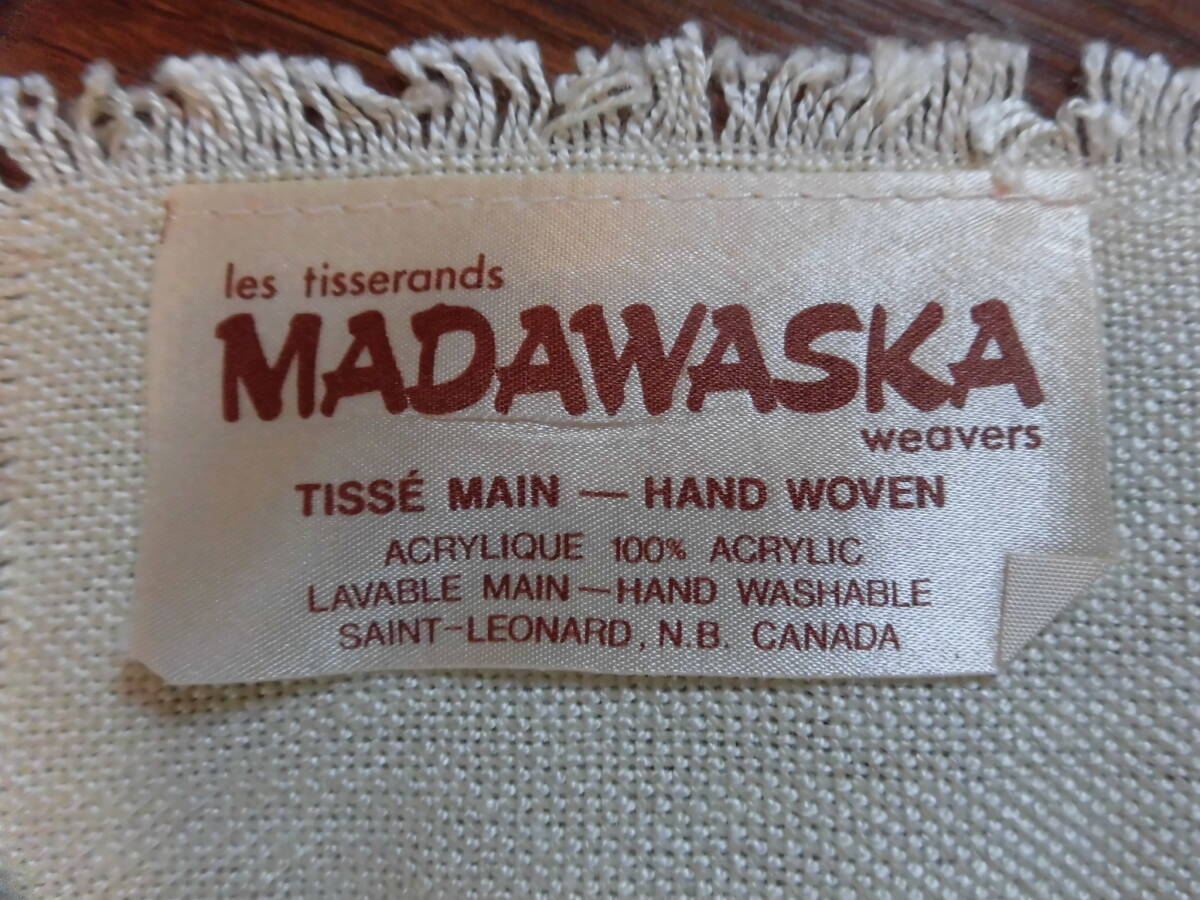 les tisserands
MADAWASKA
weavers
TISSÉ MAIN — HAND WOVEN
ACRYLIQUE 100% ACRYLIC
LAVABLE MAIN — HAND WASHABLE
SAINT-LEONARD, N.B. CANADA